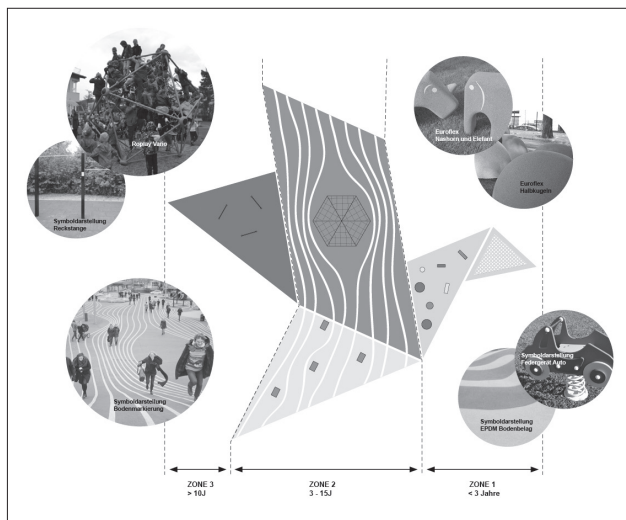 Roplay Vario
Symboldarstellung
Reckstange
Symboldarstellung
Bodenmarkierung
Euroflex
Nashorn und Elefant
Euroflex
Halbkugeln
Symboldarstellung
Federgerät Auto
Symboldarstellung
EPDM Bodenbelag
ZONE 3
> 10J
ZONE 2
3 - 15J
ZONE 1
< 3 Jahre